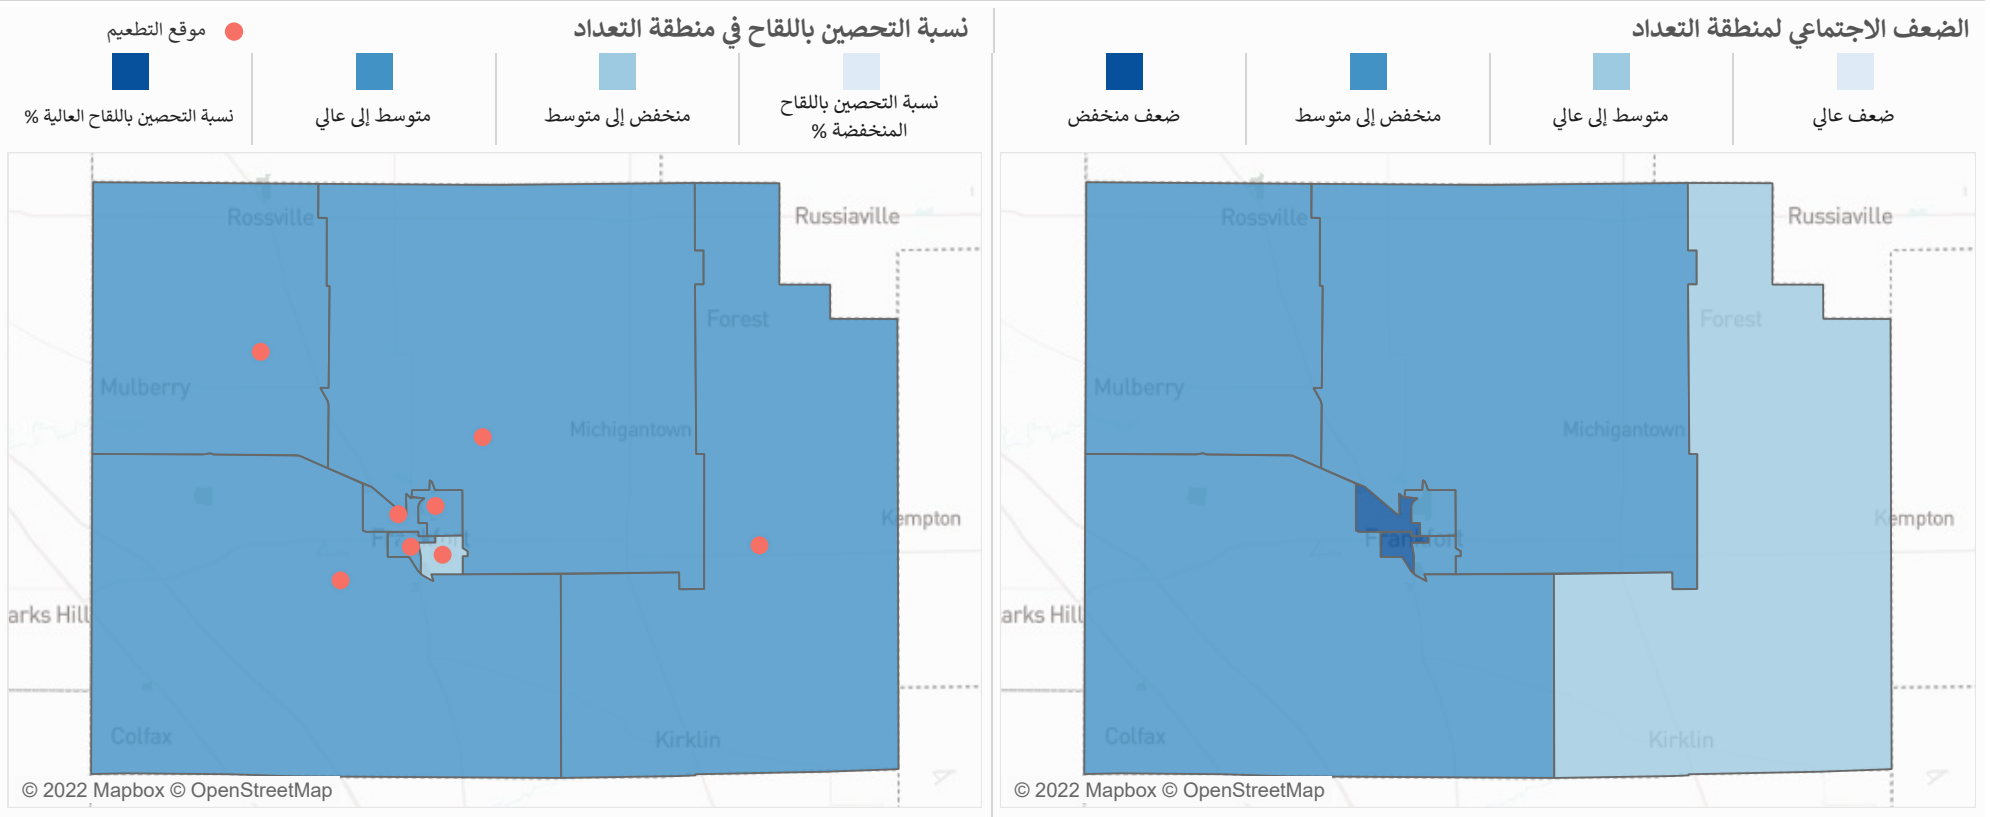 الضعف الاجتماعي لمنطقة التعداد
ضعف عالي
متوسط إلى عالي
منخفض إلى متوسط
ضعف منخفض
Russiaville
Rossville
Forest
Mulberry
Michigantown
Kempton
Frankfort
arks Hill
Colfax
Kirklin
© 2022 Mapbox © OpenStreetMap
نسبة التحصين باللقاح في منطقة التعداد
موقع التطعيم
نسبة التحصين باللقاح
المنخفضة %
منخفض إلى متوسط
متوسط إلى عالي
نسبة التحصين باللقاح العالية %
Russiaville
Rossville
Forest
Mulberry
Michigantown
Kempton
Frankfort
arks Hill
Colfax
Kirklin
© 2022 Mapbox © OpenStreetMap